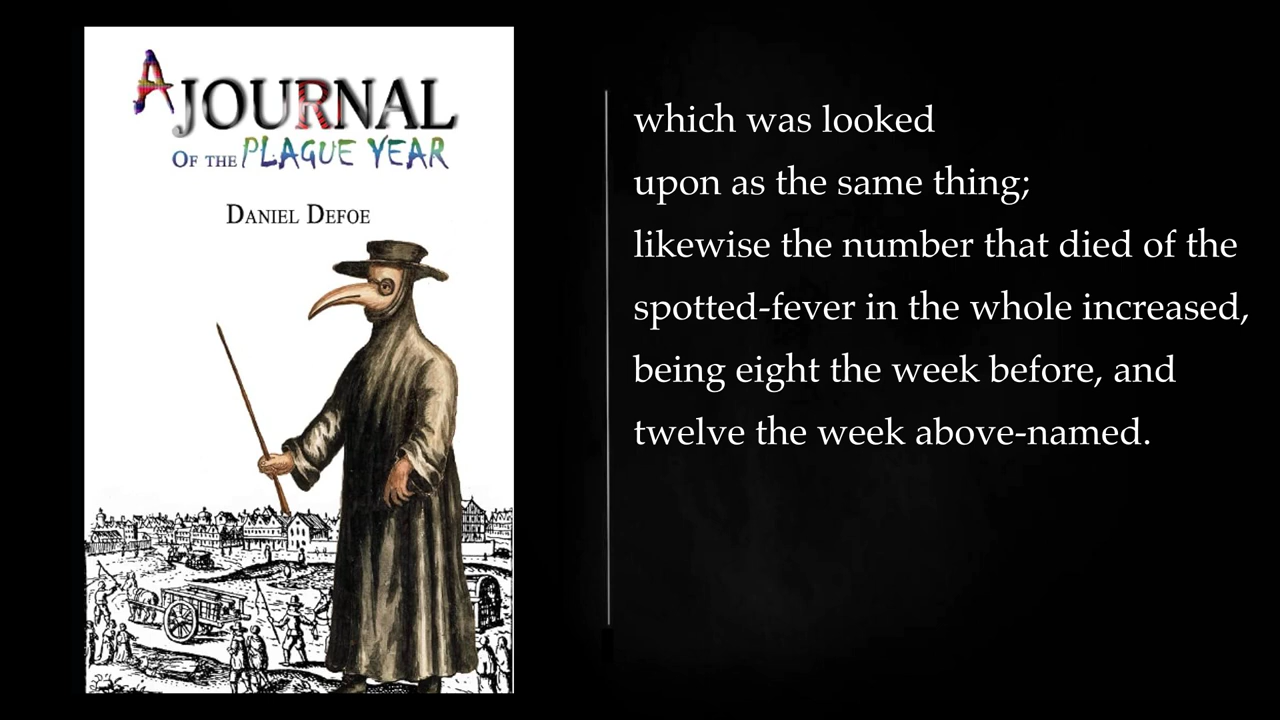 A JOURNAL
OF THE PLAGUE YEAR
DANIEL DEFOE
which was looked
upon as the same thing;
likewise the number that died of the
spotted-fever in the whole increased,
being eight the week before, and
twelve the week above-named.